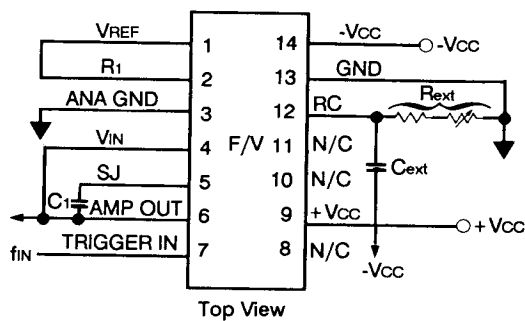 VREF 1 14 -VCC -VCC
R1 2 13 GND
ANA GND 3 12 RC Rext
VIN 4 F/V 11 N/C
SJ 5 10 N/C Cext
C1 AMP OUT 6 9 +VCC +VCC
fIN TRIGGER IN 7 8 N/C -VCC
Top View